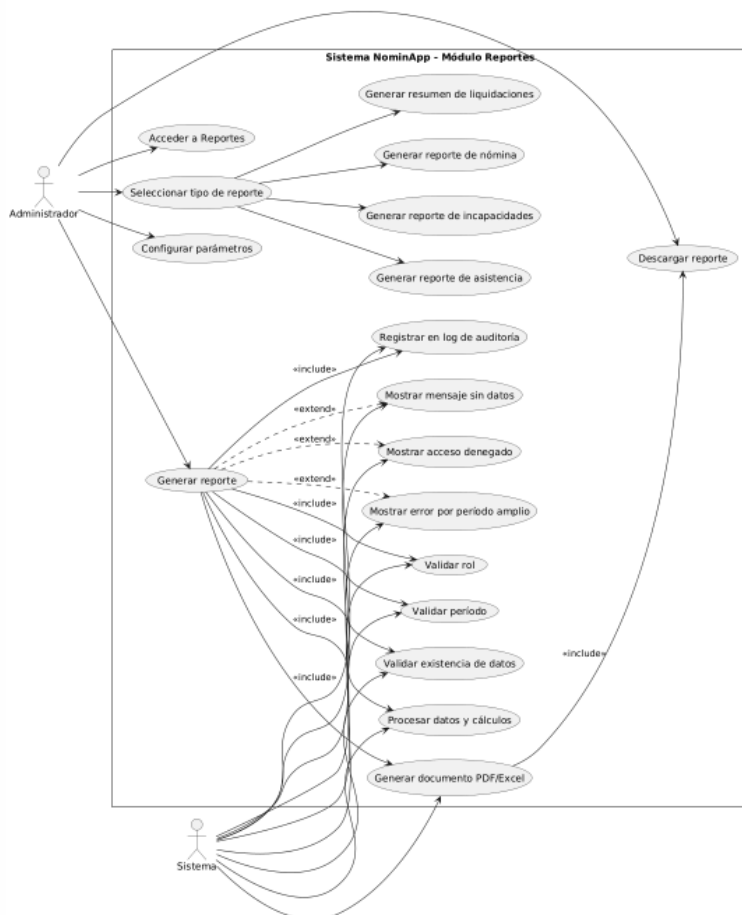 Sistema NominApp – Módulo Reportes
Generar resumen de liquidaciones
Acceder a Reportes
Generar reporte de nómina
Seleccionar tipo de reporte
Administrador
Generar reporte de incapacidades
Configurar parámetros
Descargar reporte
Generar reporte de asistencia
Registrar en log de auditoría
«include»
Mostrar mensaje sin datos
«extend»
«extend»
Mostrar acceso denegado
«extend»
Generar reporte
«include»
Mostrar error por período amplio
«include»
Validar rol
«include»
Validar período
«include»
«include»
Validar existencia de datos
«include»
Procesar datos y cálculos
Generar documento PDF/Excel
Sistema